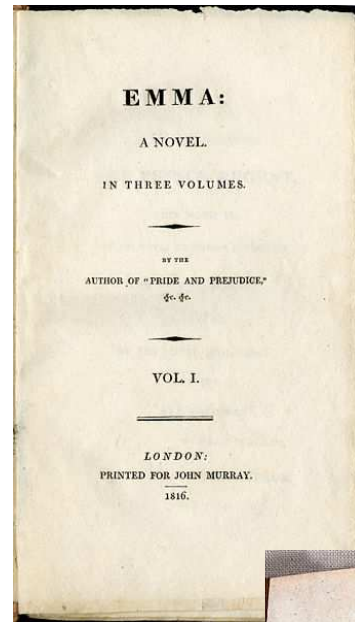 EMMA:
A NOVEL.
IN THREE VOLUMES.
BY THE
AUTHOR OF "PRIDE AND PREJUDICE,"
&c. &c.
VOL. I.
LONDON:
PRINTED FOR JOHN MURRAY.
1816.